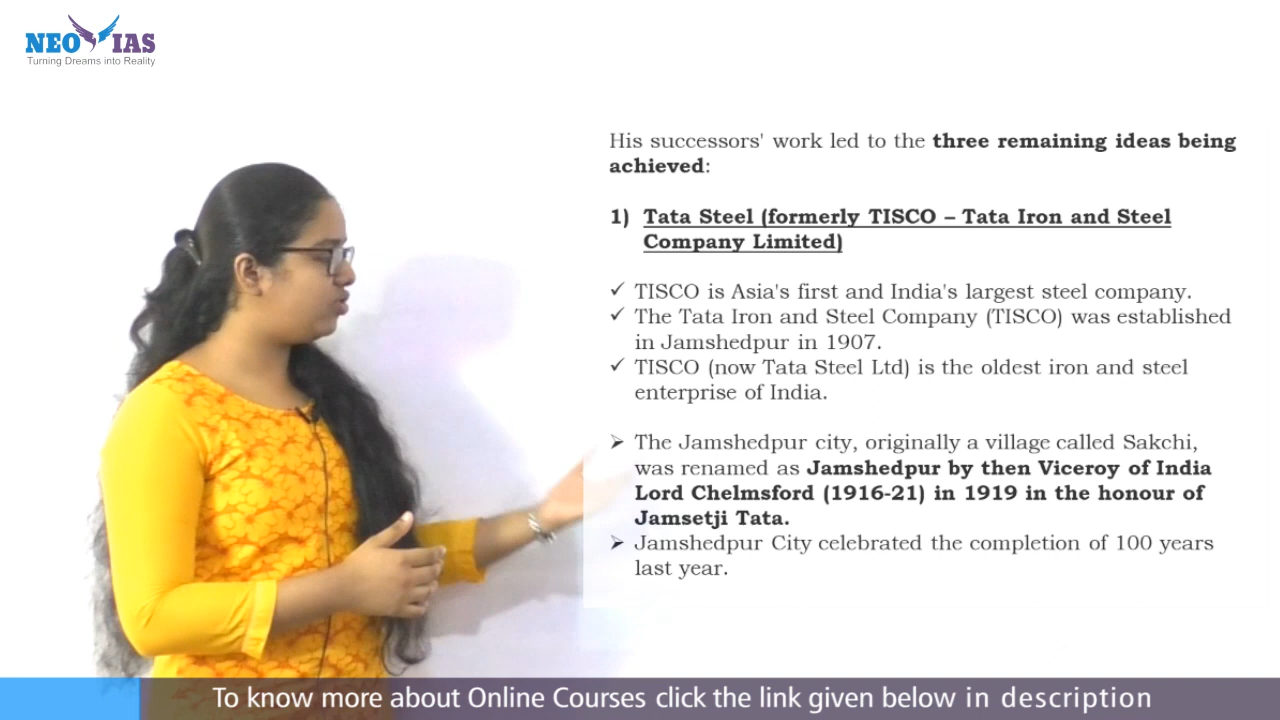 NEO IAS
Turning Dreams into Reality
His successors' work led to the three remaining ideas being
achieved:
1) Tata Steel (formerly TISCO – Tata Iron and Steel
Company Limited)
✓ TISCO is Asia's first and India's largest steel company.
✓ The Tata Iron and Steel Company (TISCO) was established
in Jamshedpur in 1907.
✓ TISCO (now Tata Steel Ltd) is the oldest iron and steel
enterprise of India.
➢ The Jamshedpur city, originally a village called Sakchi,
was renamed as Jamshedpur by then Viceroy of India
Lord Chelmsford (1916-21) in 1919 in the honour of
Jamsetji Tata.
➢ Jamshedpur City celebrated the completion of 100 years
last year.
To know more about Online Courses click the link given below in description